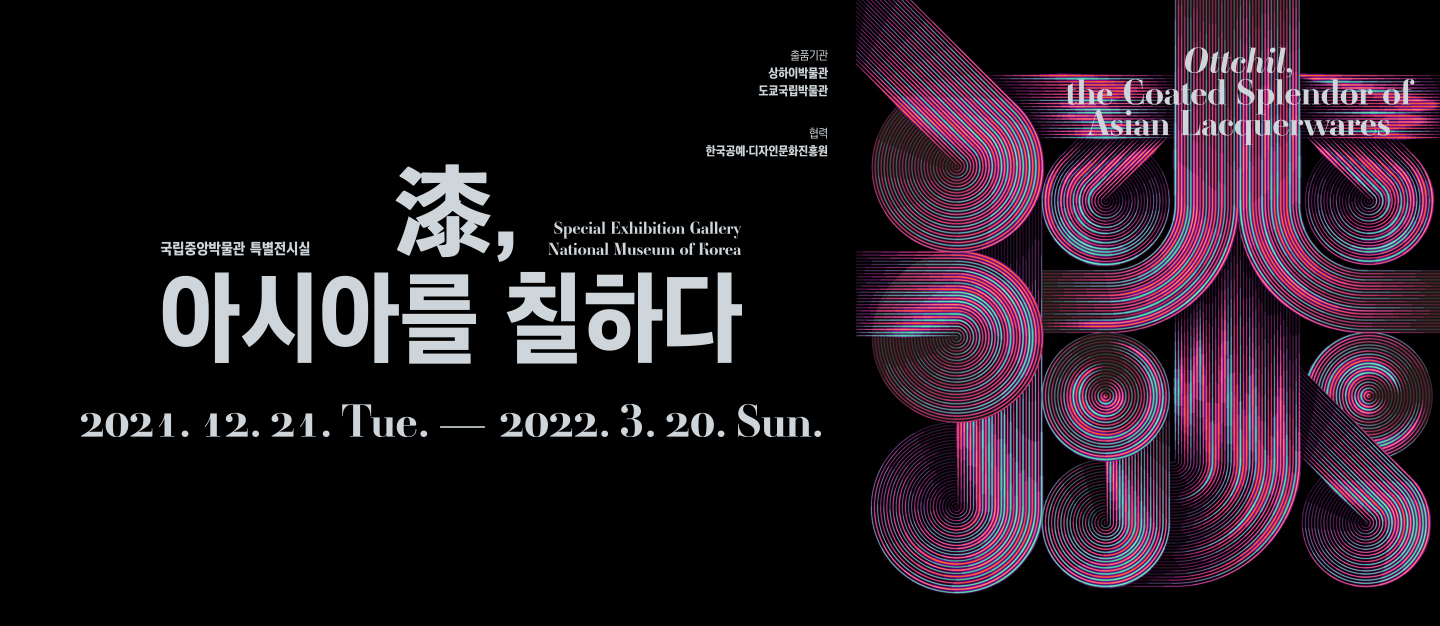 출품기관
상하이박물관
도쿄국립박물관
협력
한국공예·디자인문화진흥원
漆,
국립중앙박물관 특별전시실
Special Exhibition Gallery
National Museum of Korea
아시아를 칠하다
2021. 12. 21. Tue. — 2022. 3. 20. Sun.
Ottchil,
the Coated Splendor of
Asian Lacquerwares